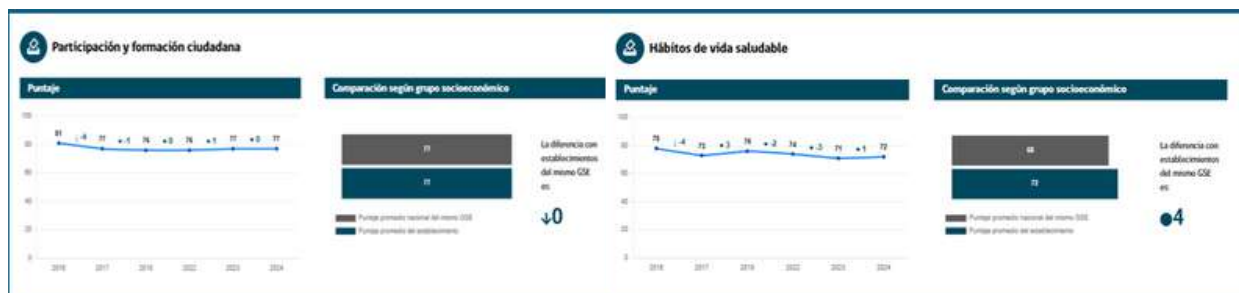 Participación y formación ciudadana
Puntaje
100
80
60
40
20
0
81 ↓ -4 77 • -1 76 • 0 76 • 1 77 • 0 77
2016 2017 2019 2022 2023 2024
Comparación según grupo socioeconómico
77
77
Puntaje promedio nacional del mismo GSE
Puntaje promedio del establecimiento
La diferencia con
establecimientos
del mismo GSE
es:
↓0
Hábitos de vida saludable
Puntaje
100
80
60
40
20
0
↓ -4 73 • 3 76 • -2 74 • -3 71 • 1 72
2016 2017 2019 2022 2023 2024
Comparación según grupo socioeconómico
68
72
Puntaje promedio nacional del mismo GSE
Puntaje promedio del establecimiento
La diferencia con
establecimientos
del mismo GSE
es:
●4